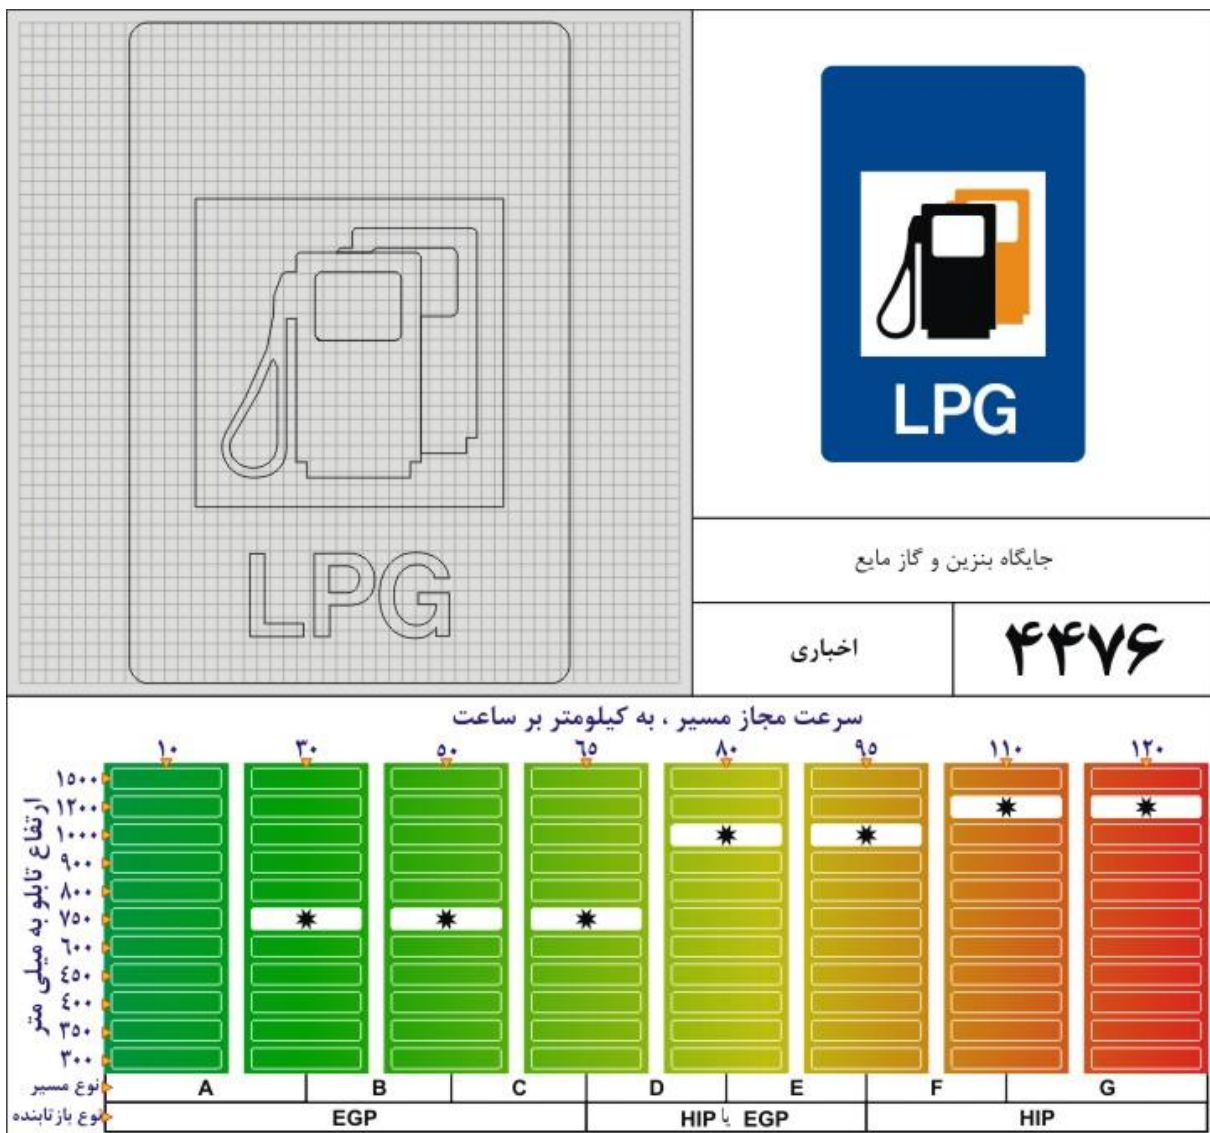 LPG
LPG
جایگاه بنزین و گاز مایع
۴۴۷۶
اخباری
سرعت مجاز مسیر ، به کیلومتر بر ساعت
۱۰ ۳۰ ۵۰ ۶۵ ۸۰ ۹۵ ۱۱۰ ۱۲۰
ارتفاع تابلو به میلی متر
۱۵۰۰
۱۲۰۰
۱۰۰۰
۹۰۰
۸۰۰
۷۵۰
۶۰۰
٤۵۰
٤۰۰
۳۵۰
۳۰۰
نوع مسیر A B C D E F G
نوع بازتابنده EGP HIP یا EGP HIP